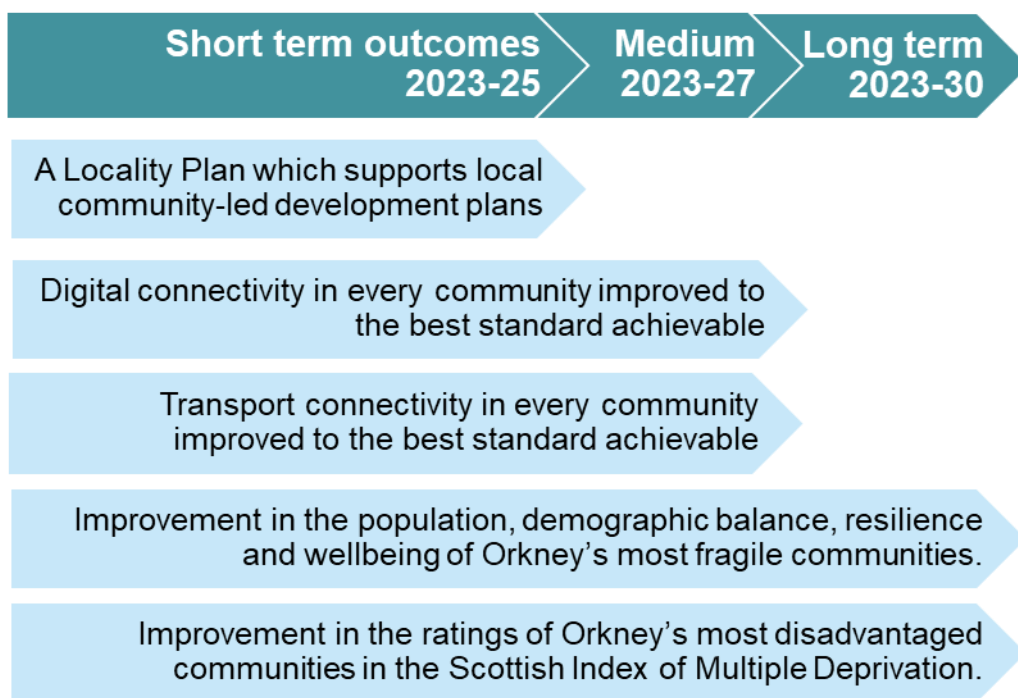 Short term outcomes
2023-25
Medium
2023-27
Long term
2023-30
A Locality Plan which supports local
community-led development plans
Digital connectivity in every community improved to
the best standard achievable
Transport connectivity in every community
improved to the best standard achievable
Improvement in the population, demographic balance, resilience
and wellbeing of Orkney’s most fragile communities.
Improvement in the ratings of Orkney’s most disadvantaged
communities in the Scottish Index of Multiple Deprivation.